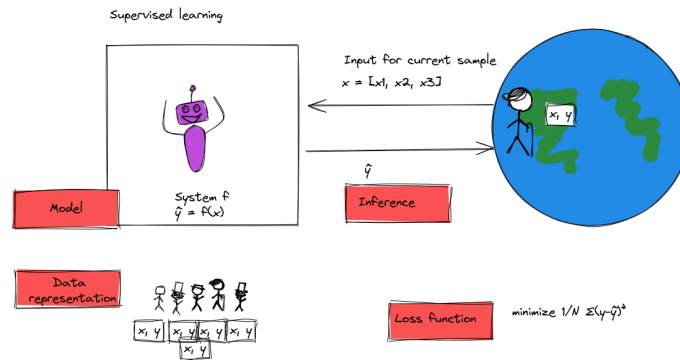 Supervised learning
Input for current sample
x = [x1, x2, x3]
x, y
ŷ
System f
ŷ = f(x)
Model
Inference
Data
representation
x, y
x, y
x, y
x, y
x, y
Loss function
minimize 1/N Σ(y-ŷ)²